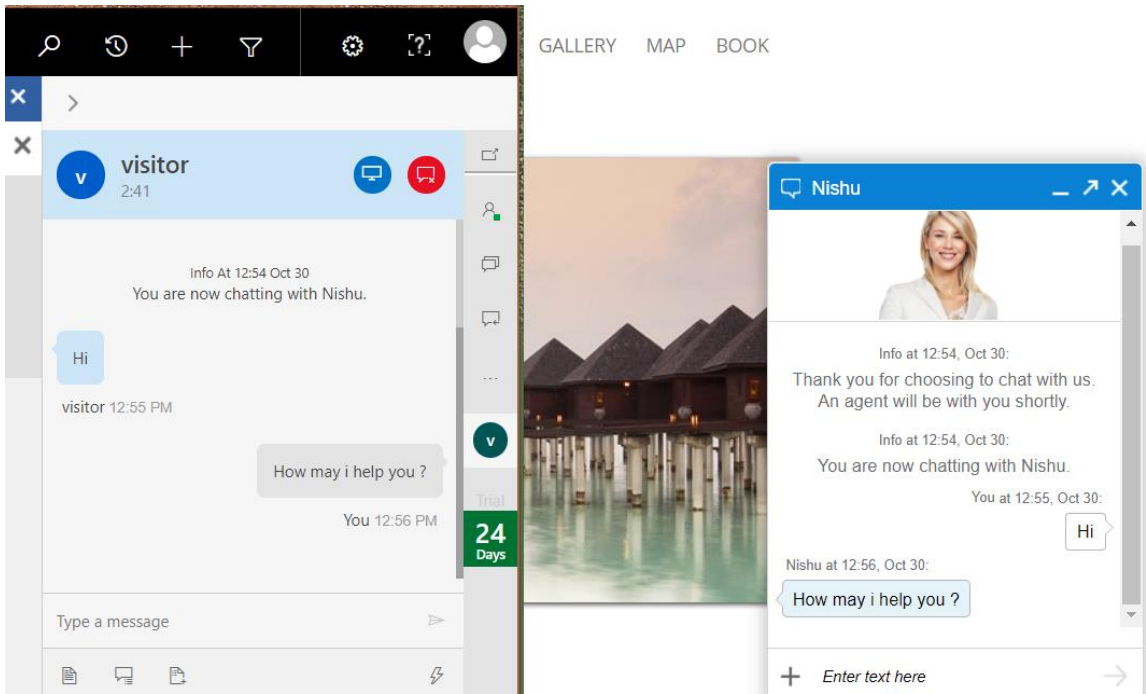 GALLERY MAP BOOK
v
visitor
2:41
Info At 12:54 Oct 30
You are now chatting with Nishu.
Hi
visitor 12:55 PM
How may i help you ?
You 12:56 PM
Type a message
...
v
Trial
24
Days
Nishu
Info at 12:54, Oct 30:
Thank you for choosing to chat with us.
An agent will be with you shortly.
Info at 12:54, Oct 30:
You are now chatting with Nishu.
You at 12:55, Oct 30:
Hi
Nishu at 12:56, Oct 30:
How may i help you ?
Enter text here